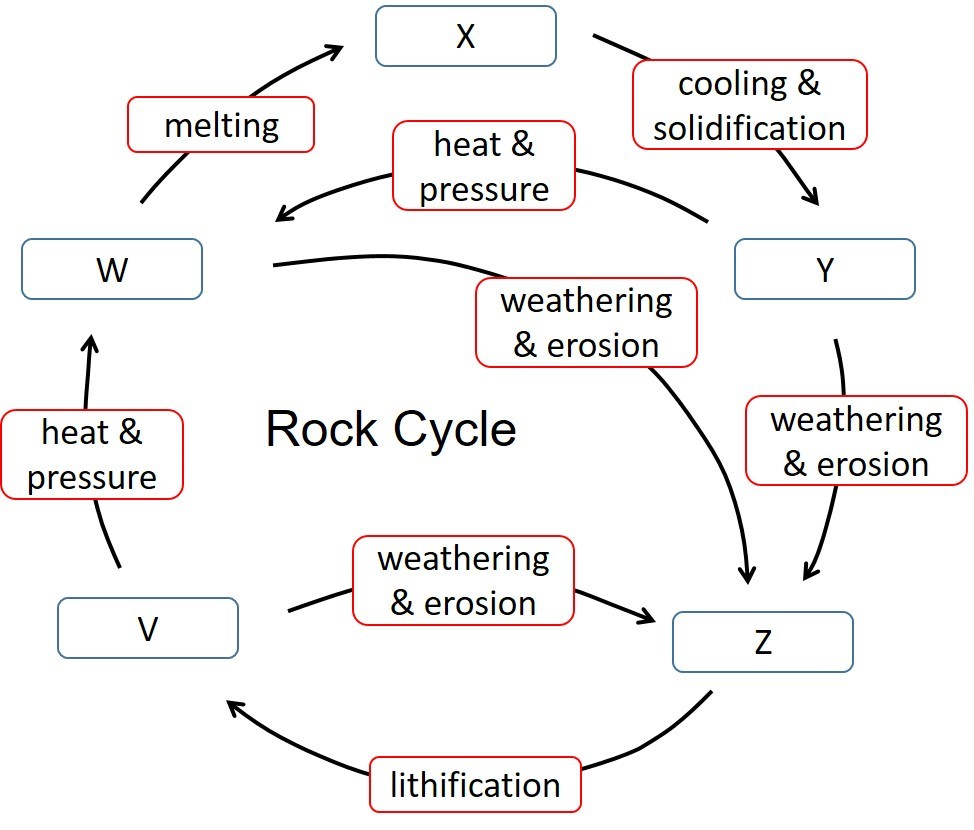 X
cooling &
solidification
melting
heat &
pressure
W
Y
weathering
& erosion
heat &
pressure
Rock Cycle
weathering
& erosion
weathering
& erosion
V
Z
lithification